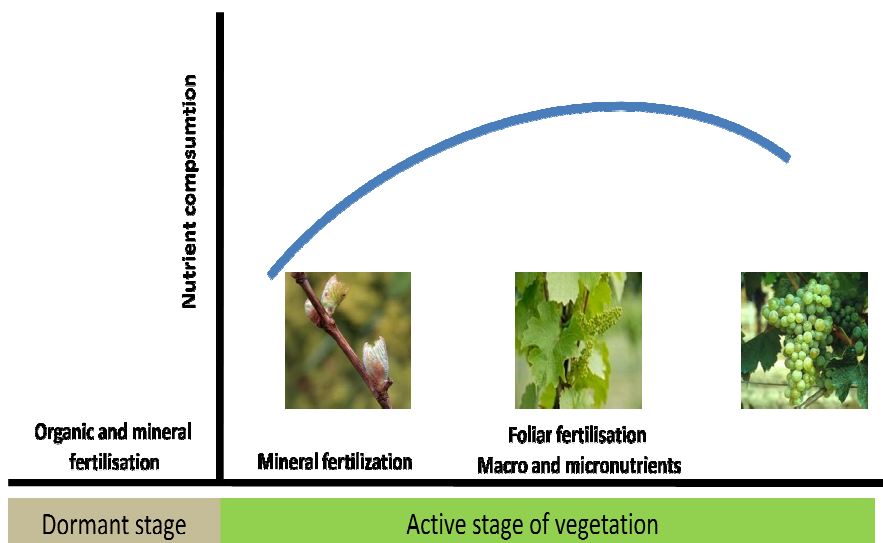 Nutrient compsumtion
Organic and mineral
fertilisation
Mineral fertilization
Foliar fertilisation
Macro and micronutrients
Dormant stage
Active stage of vegetation